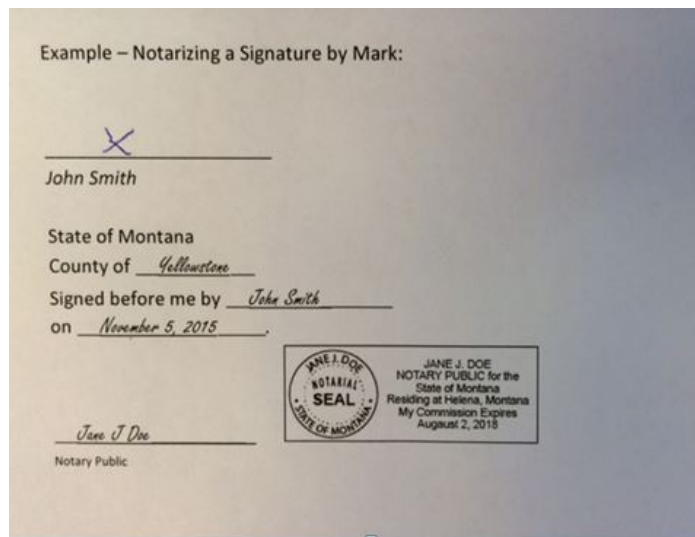 Example – Notarizing a Signature by Mark:
X
John Smith
State of Montana
County of Yellowstone
Signed before me by John Smith
on November 5, 2015.
JANE J. DOE
NOTARIAL
SEAL
STATE OF MONTANA
JANE J. DOE
NOTARY PUBLIC for the
State of Montana
Residing at Helena, Montana
My Commission Expires
Augaust 2, 2018
Jane J Doe
Notary Public